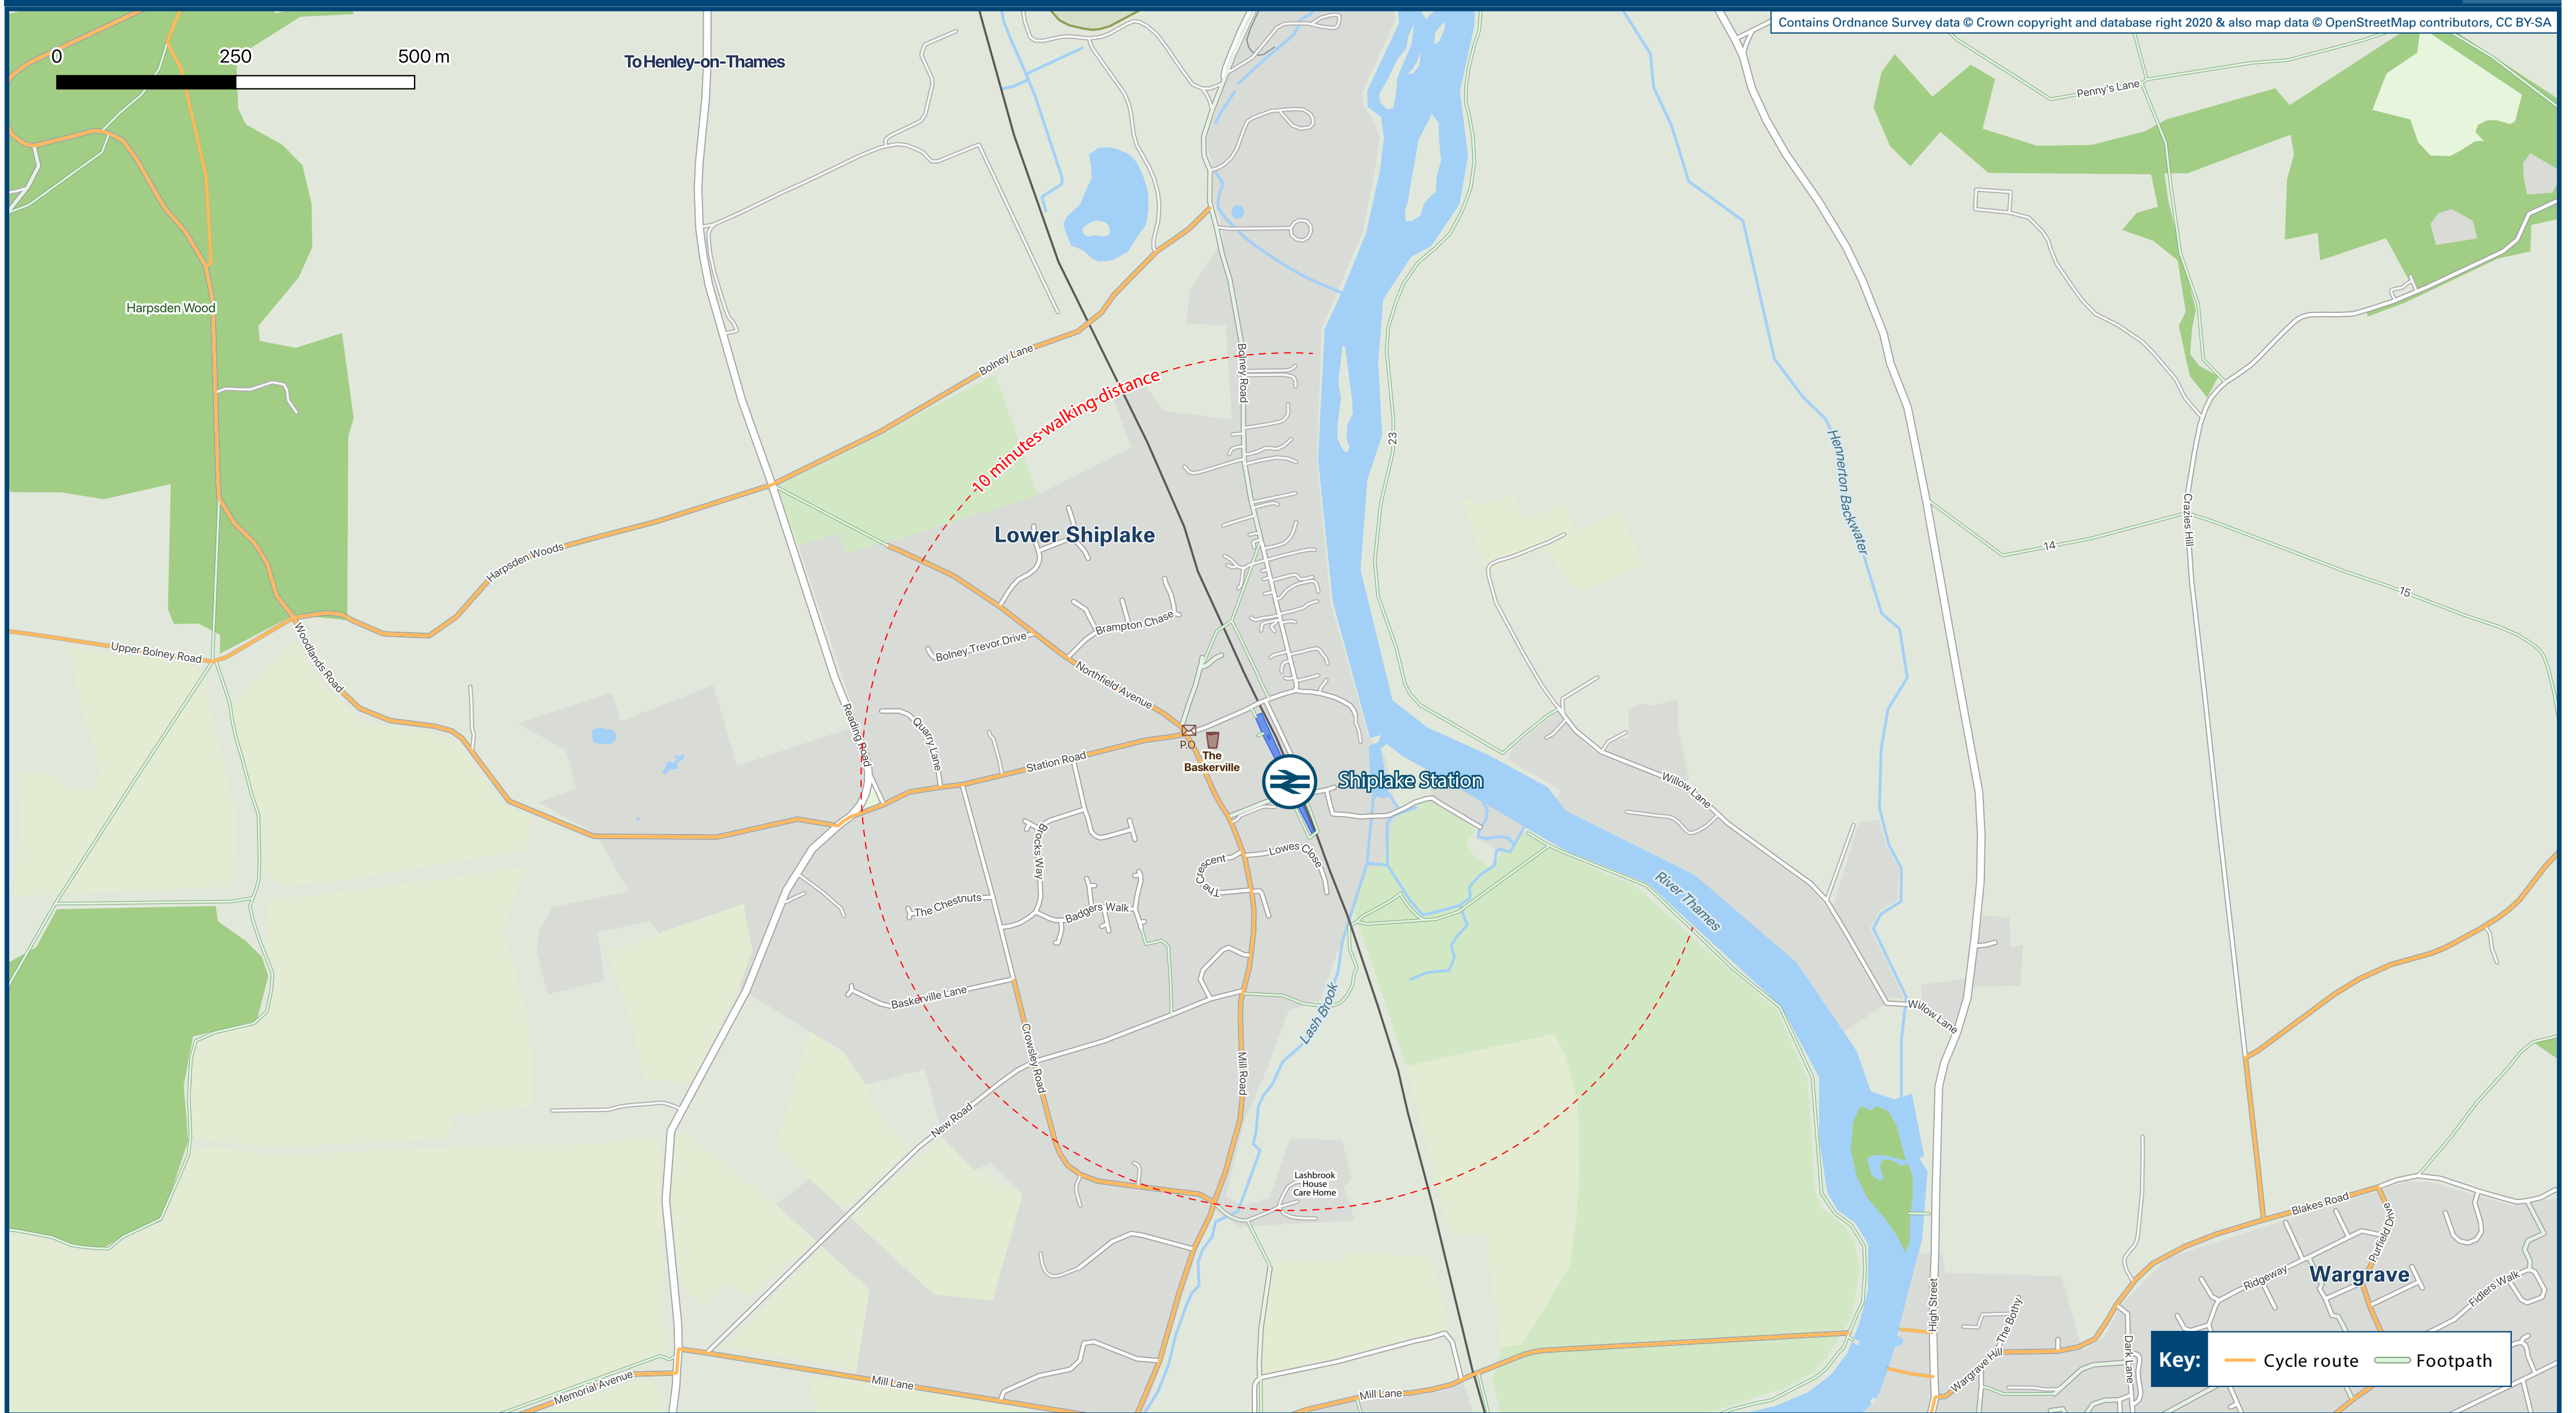 Contains Ordnance Survey data © Crown copyright and database right 2020 & also map data © OpenStreetMap contributors, CC BY-SA
0 250 500 m
To Henley-on-Thames
Penny's Lane
Harpsden Wood
Bolney Lane
Bolney Road
10 minutes walking distance
23
Hennerton Backwater
Crazies Hill
14
15
Lower Shiplake
Harpsden Woods
Upper Bolney Road
Woodlands Road
Bolney Trevor Drive
Brampton Chase
Northfield Avenue
Reading Road
Quarry Lane
Station Road
P.O.
The
Baskerville
Shiplake Station
Willow Lane
Brocks Way
The Crescent
Lowes Close
The Chestnuts
Badgers Walk
River Thames
Baskerville Lane
Lash Brook
Willow Lane
Crowsley Road
Mill Road
New Road
Lashbrook
House
Care Home
Blakes Road
Purfield Drive
Wargrave
Ridgeway
Fidlers Walk
High Street
The Bothy
Wargrave Hill
Dark Lane
Memorial Avenue
Mill Lane
Mill Lane
Key: Cycle route Footpath